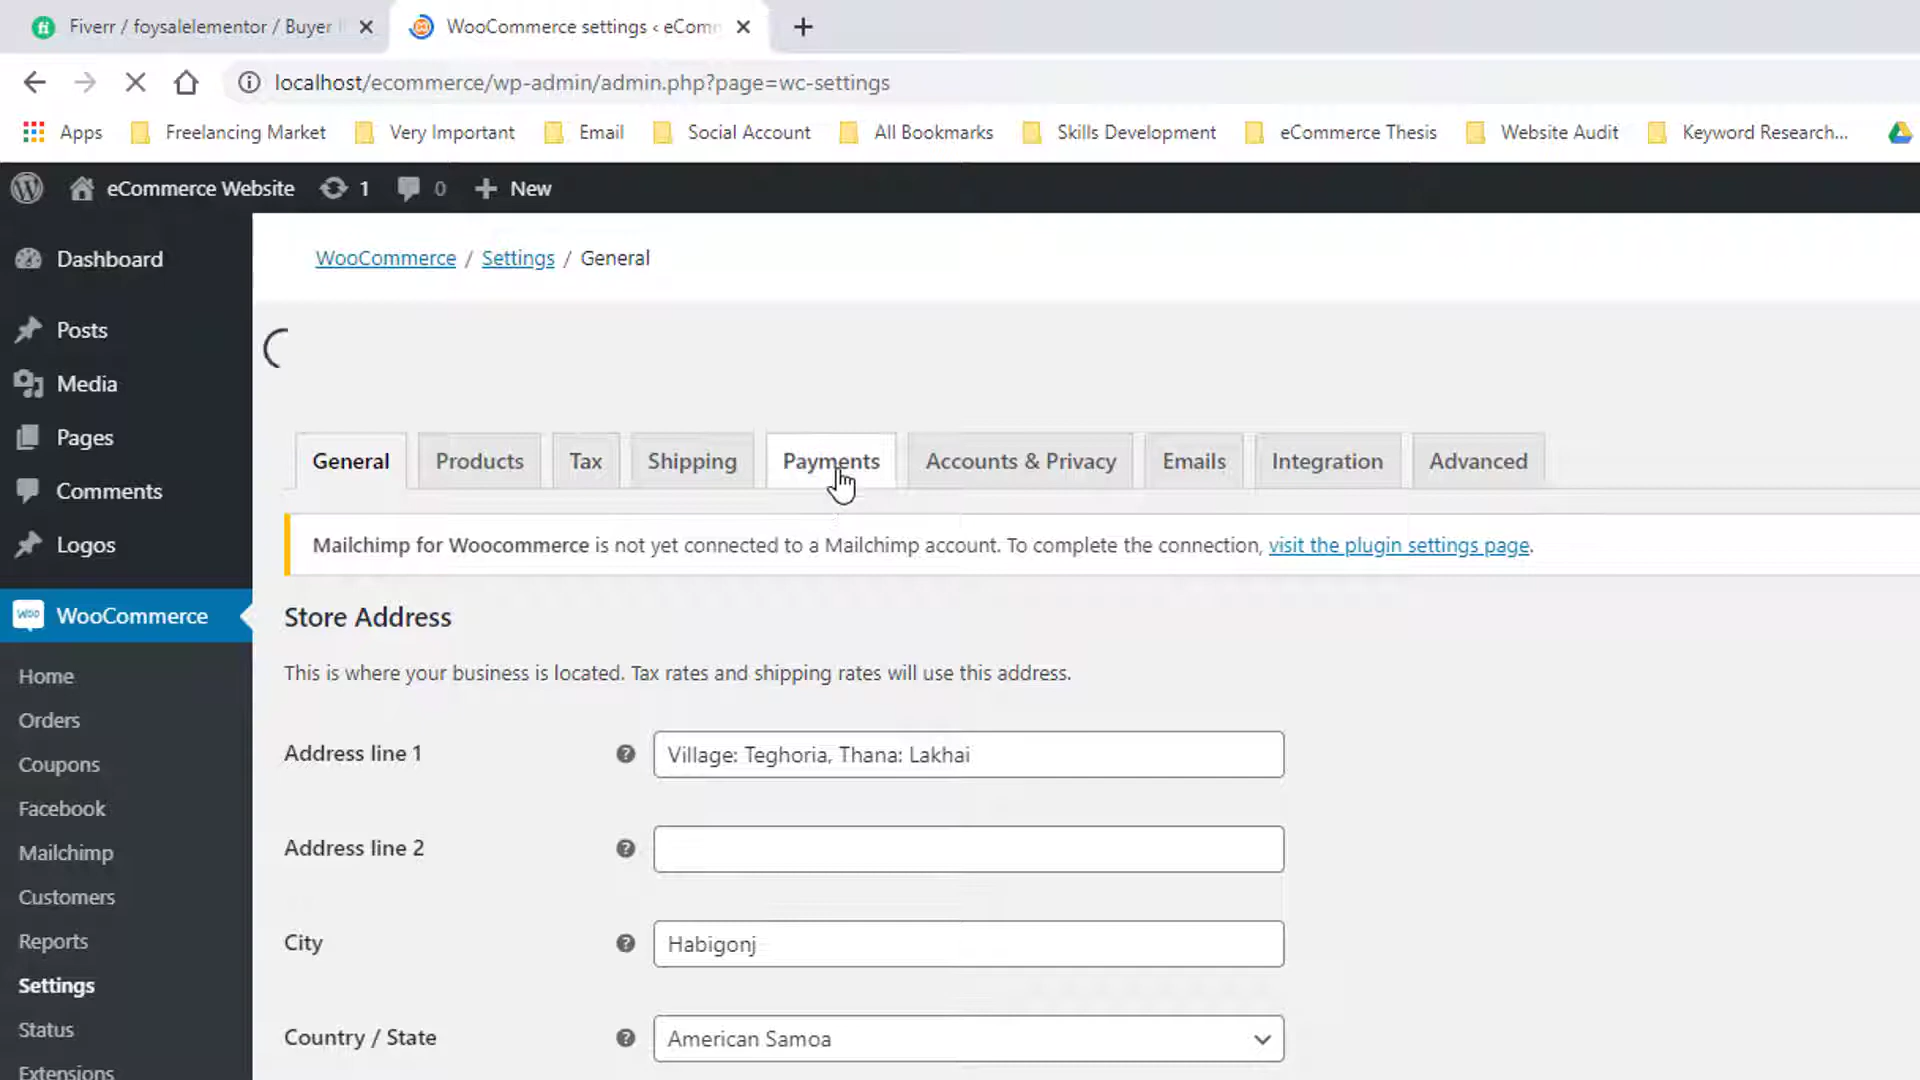 Fiverr / foysalelementor / Buyer
WooCommerce settings ‹ eCom
localhost/ecommerce/wp-admin/admin.php?page=wc-settings
Apps
Freelancing Market
Very Important
Email
Social Account
All Bookmarks
Skills Development
eCommerce Thesis
Website Audit
Keyword Research...
eCommerce Website
1
0
New
Dashboard
Posts
Media
Pages
Comments
Logos
WooCommerce
Home
Orders
Coupons
Facebook
Mailchimp
Customers
Reports
Settings
Status
Extensions
WooCommerce / Settings / General
General
Products
Tax
Shipping
Payments
Accounts & Privacy
Emails
Integration
Advanced
Mailchimp for Woocommerce is not yet connected to a Mailchimp account. To complete the connection, visit the plugin settings page.
Store Address
This is where your business is located. Tax rates and shipping rates will use this address.
Address line 1
Village: Teghoria, Thana: Lakhai
Address line 2
City
Habigonj
Country / State
American Samoa